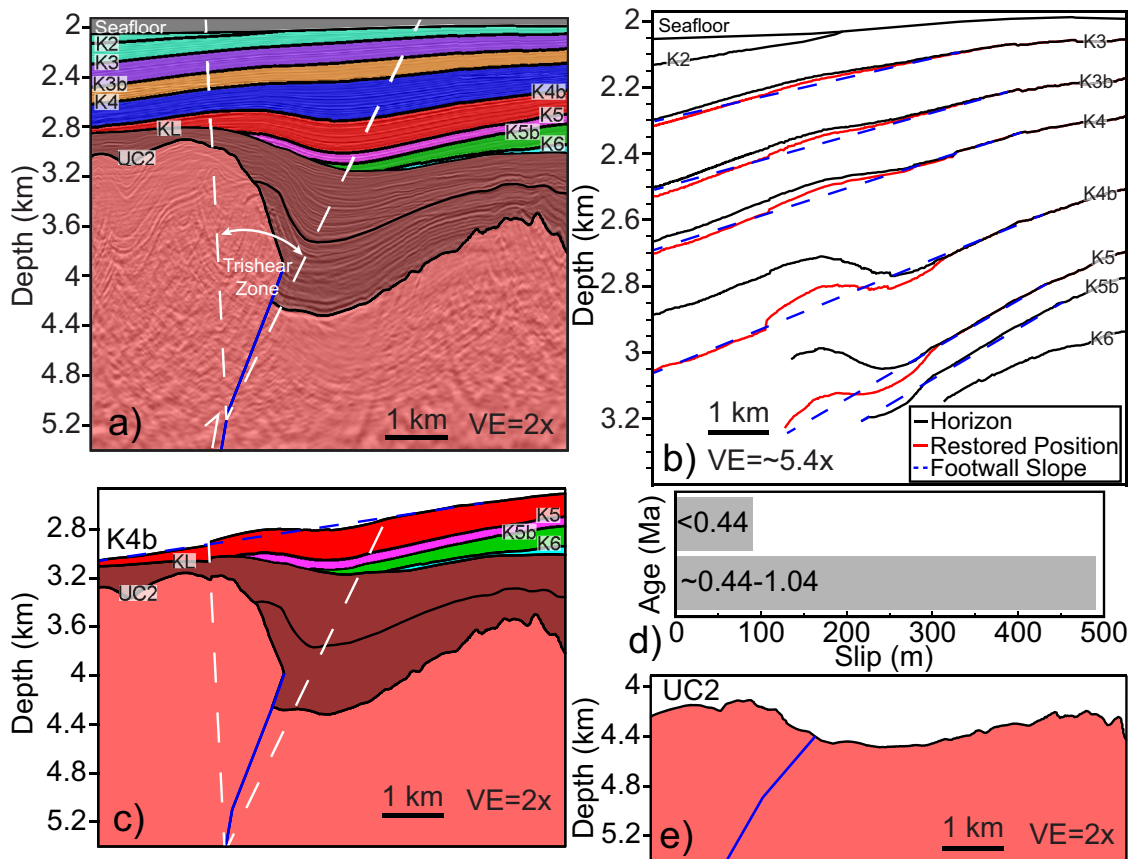 Seafloor
K2
K3
K3b
K4
KL
UC2
K4b
K5
K5b
K6
Trishear
Zone
2
2.4
2.8
3.2
3.6
4
4.4
4.8
5.2
Depth (km)
a)
1 km
VE=2x
Seafloor
K2
K3
K3b
K4
K4b
K5
K5b
K6
2
2.2
2.4
2.6
2.8
3
3.2
Depth (km)
1 km
b)
VE=~5.4x
Horizon
Restored Position
Footwall Slope
K4b
KL
UC2
K5
K5b
K6
2.8
3.2
3.6
4
4.4
4.8
5.2
Depth (km)
c)
1 km
VE=2x
Age (Ma)
<0.44
~0.44-1.04
d)
0 100 200 300 400 500
Slip (m)
UC2
4
4.4
4.8
5.2
Depth (km)
e)
1 km
VE=2x